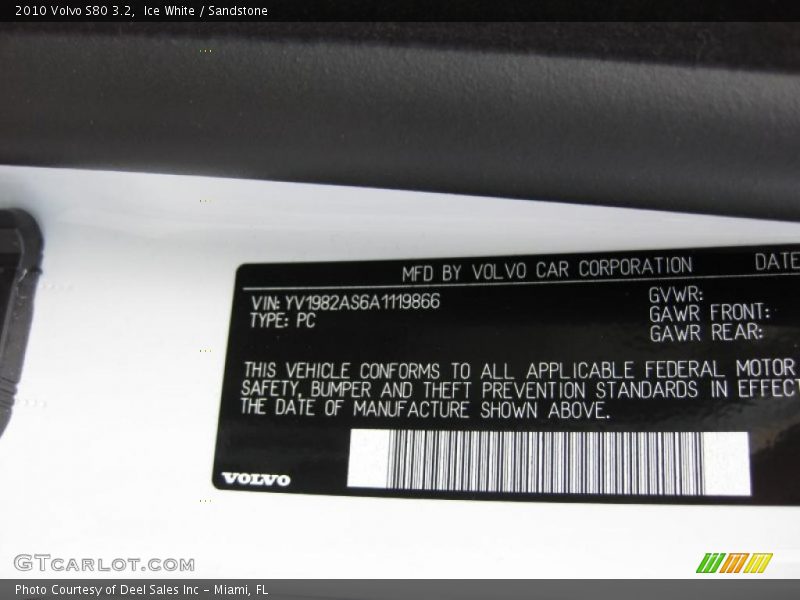 2010 Volvo S80 3.2, Ice White / Sandstone
MFD BY VOLVO CAR CORPORATION DATE
VIN: YV1982AS6A1119866 GVWR:
TYPE: PC GAWR FRONT:
GAWR REAR:
THIS VEHICLE CONFORMS TO ALL APPLICABLE FEDERAL MOTOR
SAFETY, BUMPER AND THEFT PREVENTION STANDARDS IN EFFECT
THE DATE OF MANUFACTURE SHOWN ABOVE.
VOLVO
GTCARLOT.COM
Photo Courtesy of Deel Sales Inc - Miami, FL